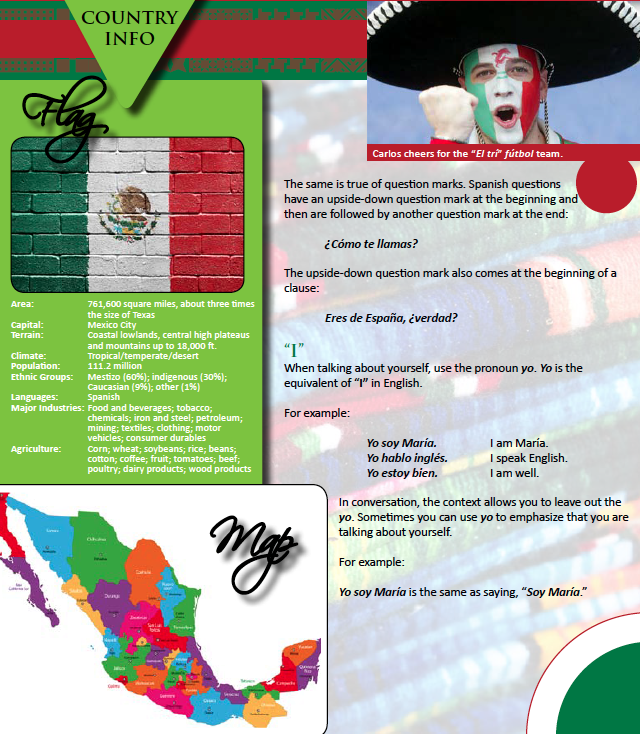 COUNTRY
INFO
Flag
Carlos cheers for the "El tri" fútbol team.
Area: 761,600 square miles, about three times
the size of Texas
Capital: Mexico City
Terrain: Coastal lowlands, central high plateaus
and mountains up to 18,000 ft.
Climate: Tropical/temperate/desert
Population: 111.2 million
Ethnic Groups: Mestizo (60%); indigenous (30%);
Caucasian (9%); other (1%)
Languages: Spanish
Major Industries: Food and beverages; tobacco;
chemicals; iron and steel; petroleum;
mining; textiles; clothing; motor
vehicles; consumer durables
Agriculture: Corn; wheat; soybeans; rice; beans;
cotton; coffee; fruit; tomatoes; beef;
poultry; dairy products; wood products
Map
Chihuahua
Durango
The same is true of question marks. Spanish questions
have an upside-down question mark at the beginning and
then are followed by another question mark at the end:
¿Cómo te llamas?
The upside-down question mark also comes at the beginning of a
clause:
Eres de España, ¿verdad?
"I"
When talking about yourself, use the pronoun yo. Yo is the
equivalent of "I" in English.
For example:
Yo soy María. I am María.
Yo hablo inglés. I speak English.
Yo estoy bien. I am well.
In conversation, the context allows you to leave out the
yo. Sometimes you can use yo to emphasize that you are
talking about yourself.
For example:
Yo soy María is the same as saying, "Soy María."